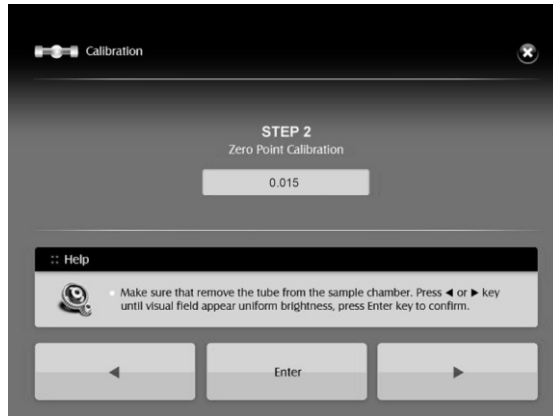 Calibration
STEP 2
Zero Point Calibration
0.015
:: Help
Make sure that remove the tube from the sample chamber. Press ◀ or ▶ key
until visual field appear uniform brightness, press Enter key to confirm.
◀ Enter ▶